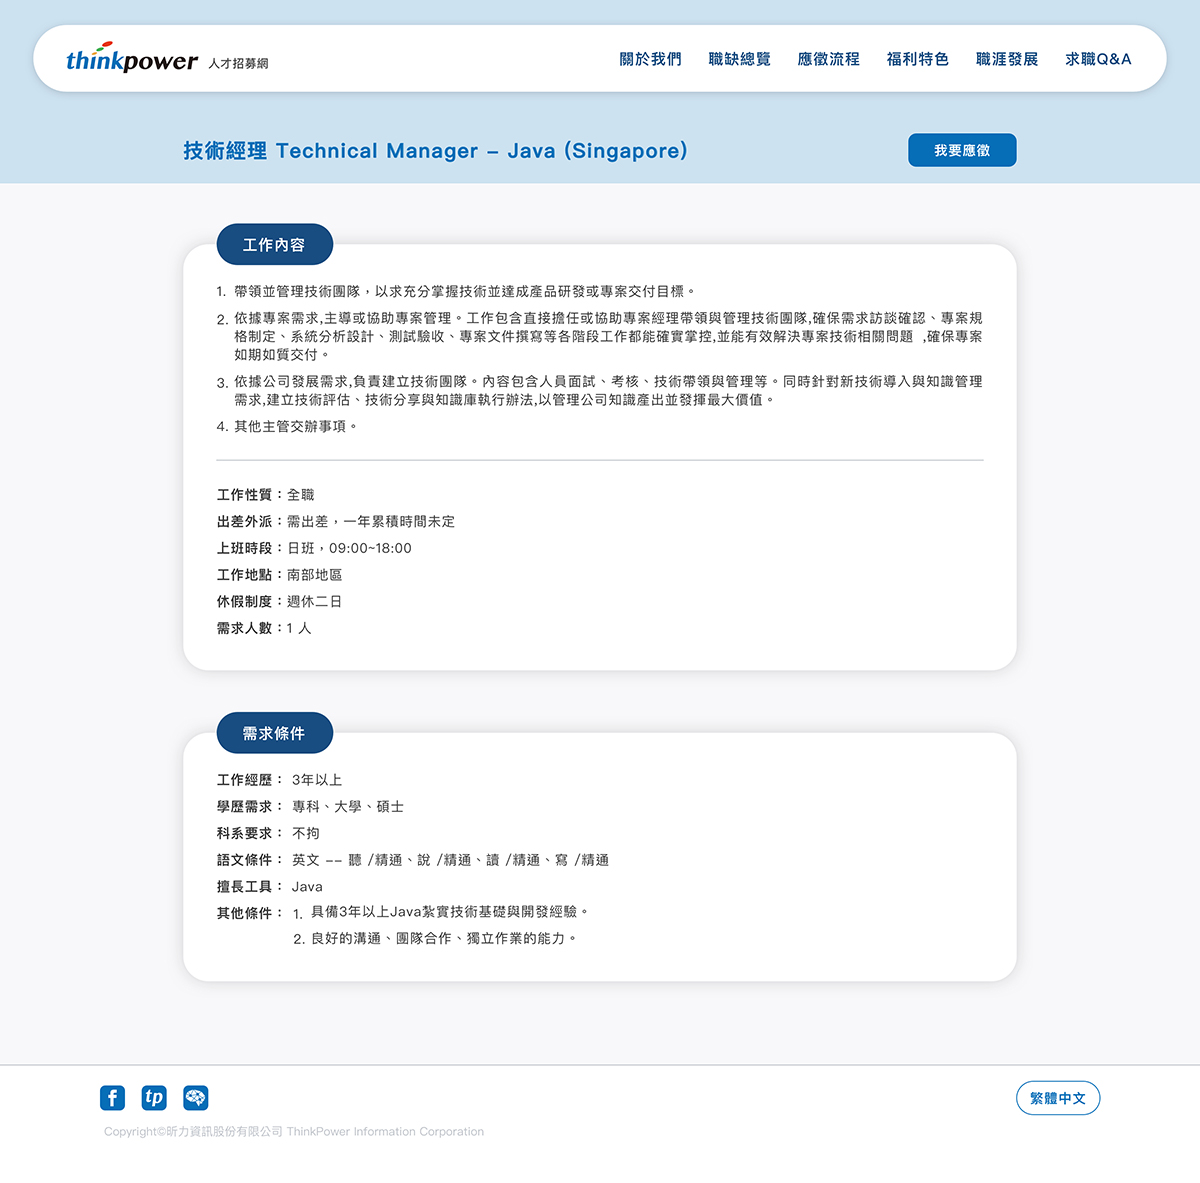 thinkpower 人才招募網
關於我們 職缺總覽 應徵流程 福利特色 職涯發展 求職Q&A
技術經理 Technical Manager – Java (Singapore)
我要應徵
工作內容
1. 帶領並管理技術團隊，以求充分掌握技術並達成產品研發或專案交付目標。
2. 依據專案需求,主導或協助專案管理。工作包含直接擔任或協助專案經理帶領與管理技術團隊,確保需求訪談確認、專案規
格制定、系統分析設計、測試驗收、專案文件撰寫等各階段工作都能確實掌控,並能有效解決專案技術相關問題 ,確保專案
如期如質交付。
3. 依據公司發展需求,負責建立技術團隊。內容包含人員面試、考核、技術帶領與管理等。同時針對新技術導入與知識管理
需求,建立技術評估、技術分享與知識庫執行辦法,以管理公司知識產出並發揮最大價值。
4. 其他主管交辦事項。
工作性質：全職
出差外派：需出差，一年累積時間未定
上班時段：日班，09:00~18:00
工作地點：南部地區
休假制度：週休二日
需求人數：1 人
需求條件
工作經歷： 3年以上
學歷需求： 專科、大學、碩士
科系要求： 不拘
語文條件： 英文 -- 聽 /精通、說 /精通、讀 /精通、寫 /精通
擅長工具： Java
其他條件： 1. 具備3年以上Java紮實技術基礎與開發經驗。
2. 良好的溝通、團隊合作、獨立作業的能力。
f tp
繁體中文
Copyright©昕力資訊股份有限公司 ThinkPower Information Corporation